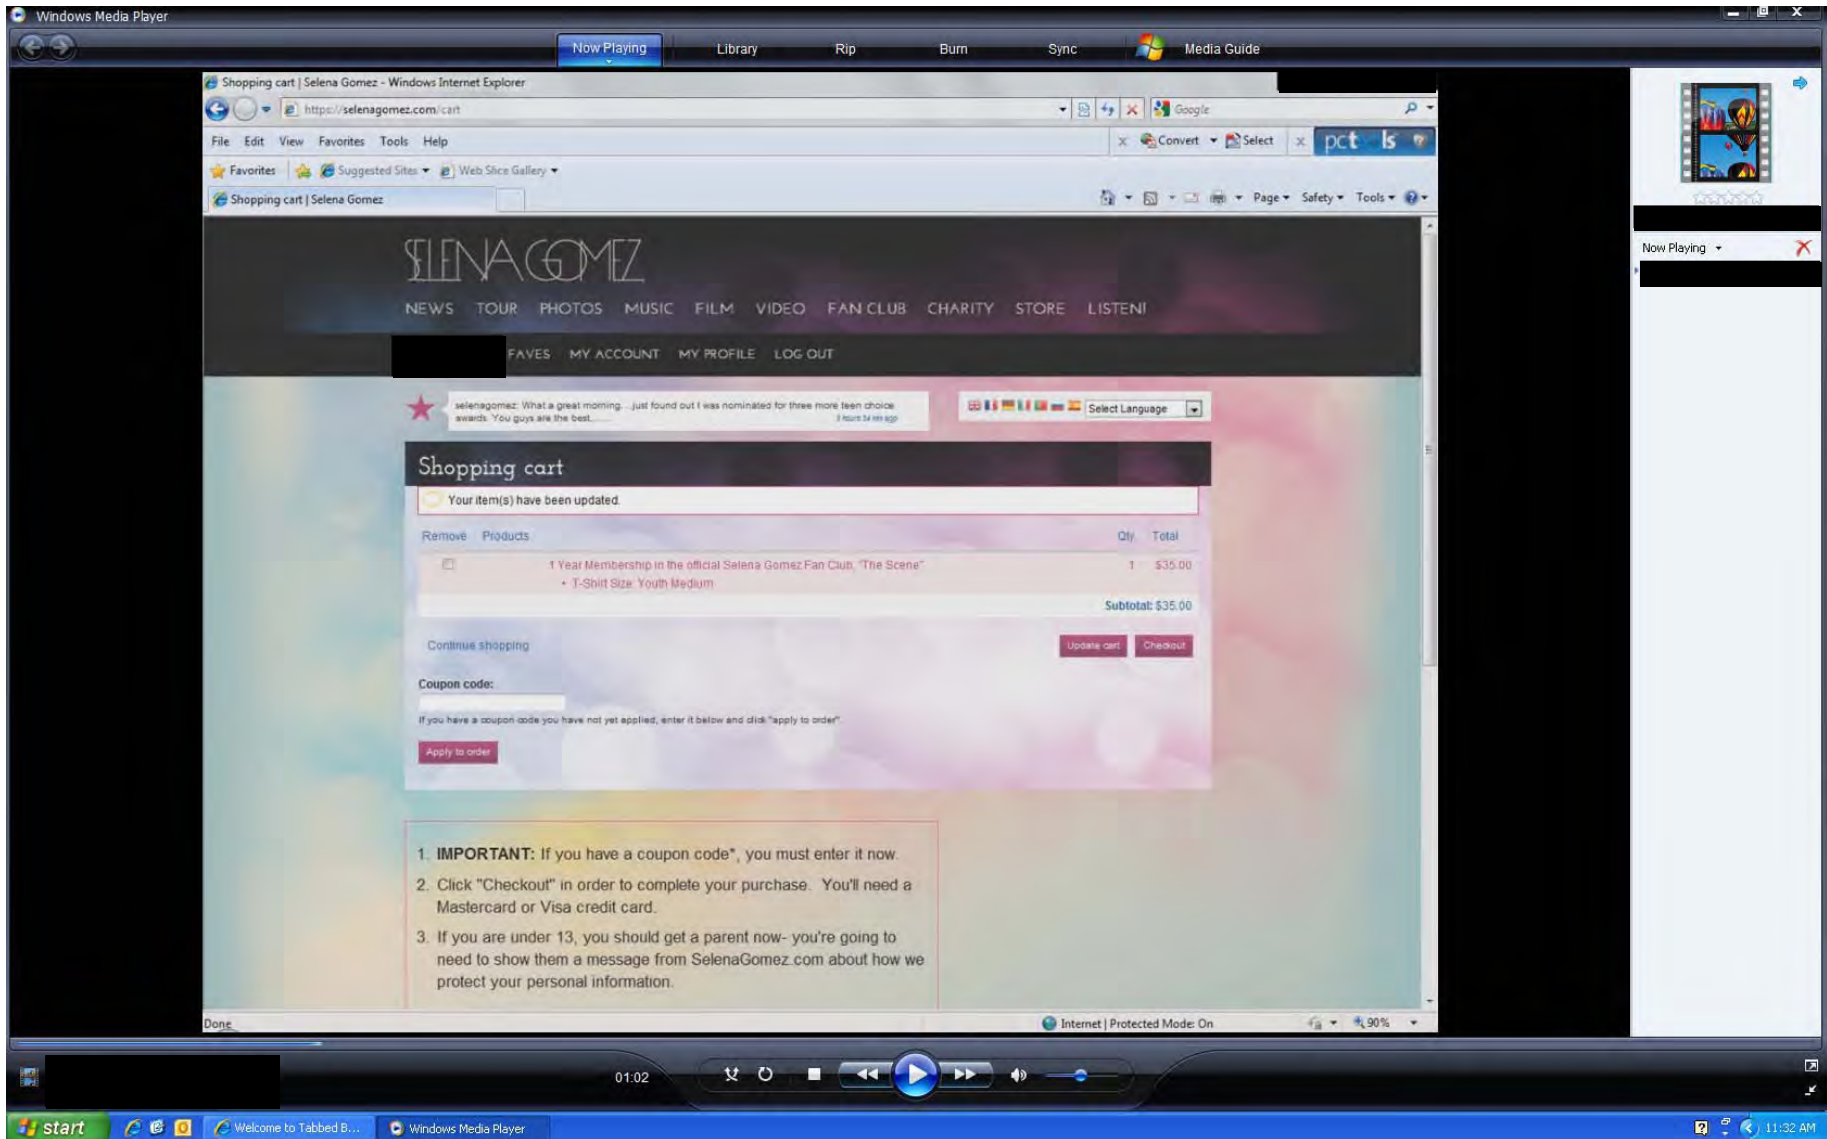 Windows Media Player
Now Playing Library Rip Burn Sync Media Guide
Shopping cart | Selena Gomez - Windows Internet Explorer
https://selenagomez.com/cart
Google
File Edit View Favorites Tools Help
Convert Select
pct ls
Favorites Suggested Sites Web Slice Gallery
Shopping cart | Selena Gomez
Page Safety Tools
Now Playing
SELENA GOMEZ
NEWS TOUR PHOTOS MUSIC FILM VIDEO FAN CLUB CHARITY STORE LISTEN!
FAVES MY ACCOUNT MY PROFILE LOG OUT
selenagomez: What a great morning....just found out I was nominated for three more teen choice
awards. You guys are the best........
Select Language
Shopping cart
Your item(s) have been updated.
Remove Products Qty Total
1 Year Membership in the official Selena Gomez Fan Club, "The Scene" 1 $35.00
• T-Shirt Size: Youth Medium
Subtotal: $35.00
Continue shopping Update cart Checkout
Coupon code:
If you have a coupon code you have not yet applied, enter it below and click "apply to order".
Apply to order
1. IMPORTANT: If you have a coupon code*, you must enter it now.
2. Click "Checkout" in order to complete your purchase. You'll need a
Mastercard or Visa credit card.
3. If you are under 13, you should get a parent now- you're going to
need to show them a message from SelenaGomez.com about how we
protect your personal information.
Done Internet | Protected Mode: On 90%
01:02
start Welcome to Tabbed B... Windows Media Player 11:32 AM